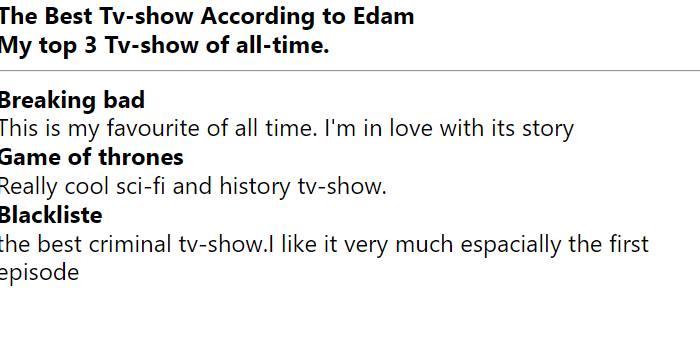 The Best Tv-show According to Edam
My top 3 Tv-show of all-time.
Breaking bad
This is my favourite of all time. I'm in love with its story
Game of thrones
Really cool sci-fi and history tv-show.
Blackliste
the best criminal tv-show.I like it very much espacially the first
episode